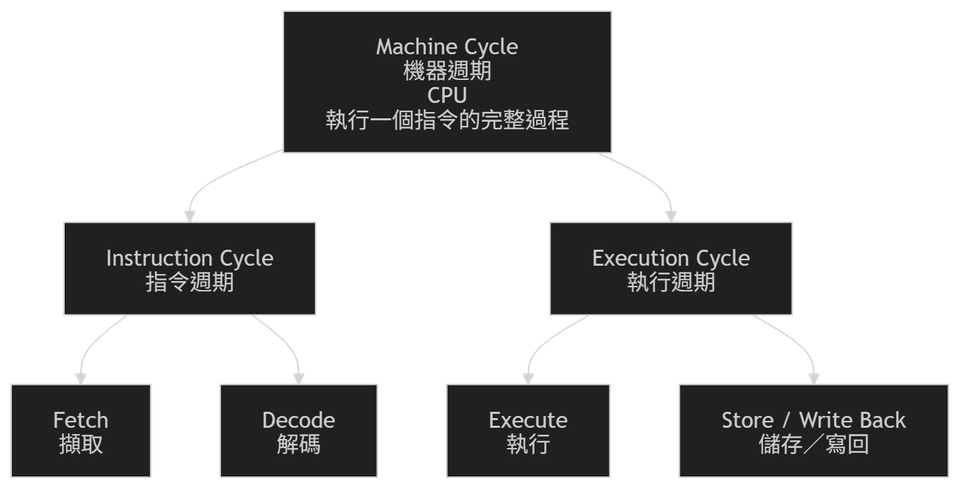 Machine Cycle
機器週期
CPU
執行一個指令的完整過程
Instruction Cycle
指令週期
Execution Cycle
執行週期
Fetch
擷取
Decode
解碼
Execute
執行
Store / Write Back
儲存／寫回